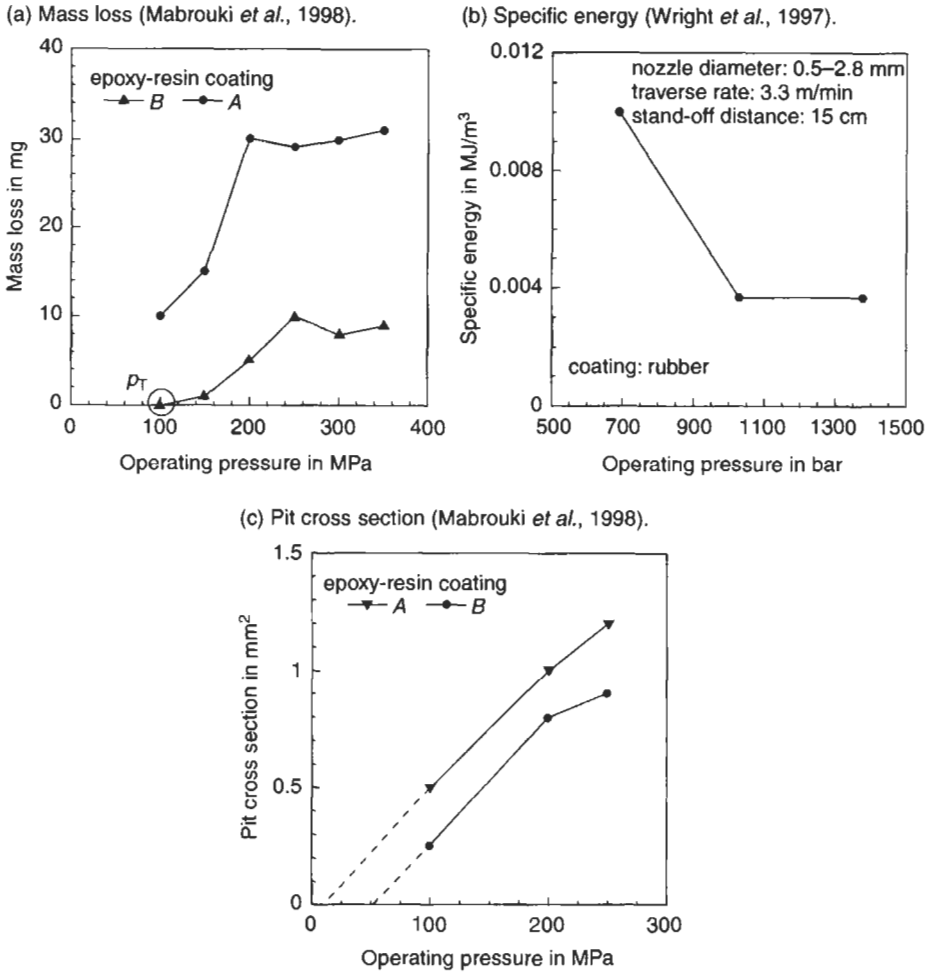 (a) Mass loss (Mabrouki et al., 1998).
40
30
20
10
0
Mass loss in mg
epoxy-resin coating
B A
pT
0 100 200 300 400
Operating pressure in MPa
(b) Specific energy (Wright et al., 1997).
0.012
0.008
0.004
0
Specific energy in MJ/m³
nozzle diameter: 0.5–2.8 mm
traverse rate: 3.3 m/min
stand-off distance: 15 cm
coating: rubber
500 700 900 1100 1300 1500
Operating pressure in bar
(c) Pit cross section (Mabrouki et al., 1998).
1.5
1
0.5
0
Pit cross section in mm²
epoxy-resin coating
A B
0 100 200 300
Operating pressure in MPa